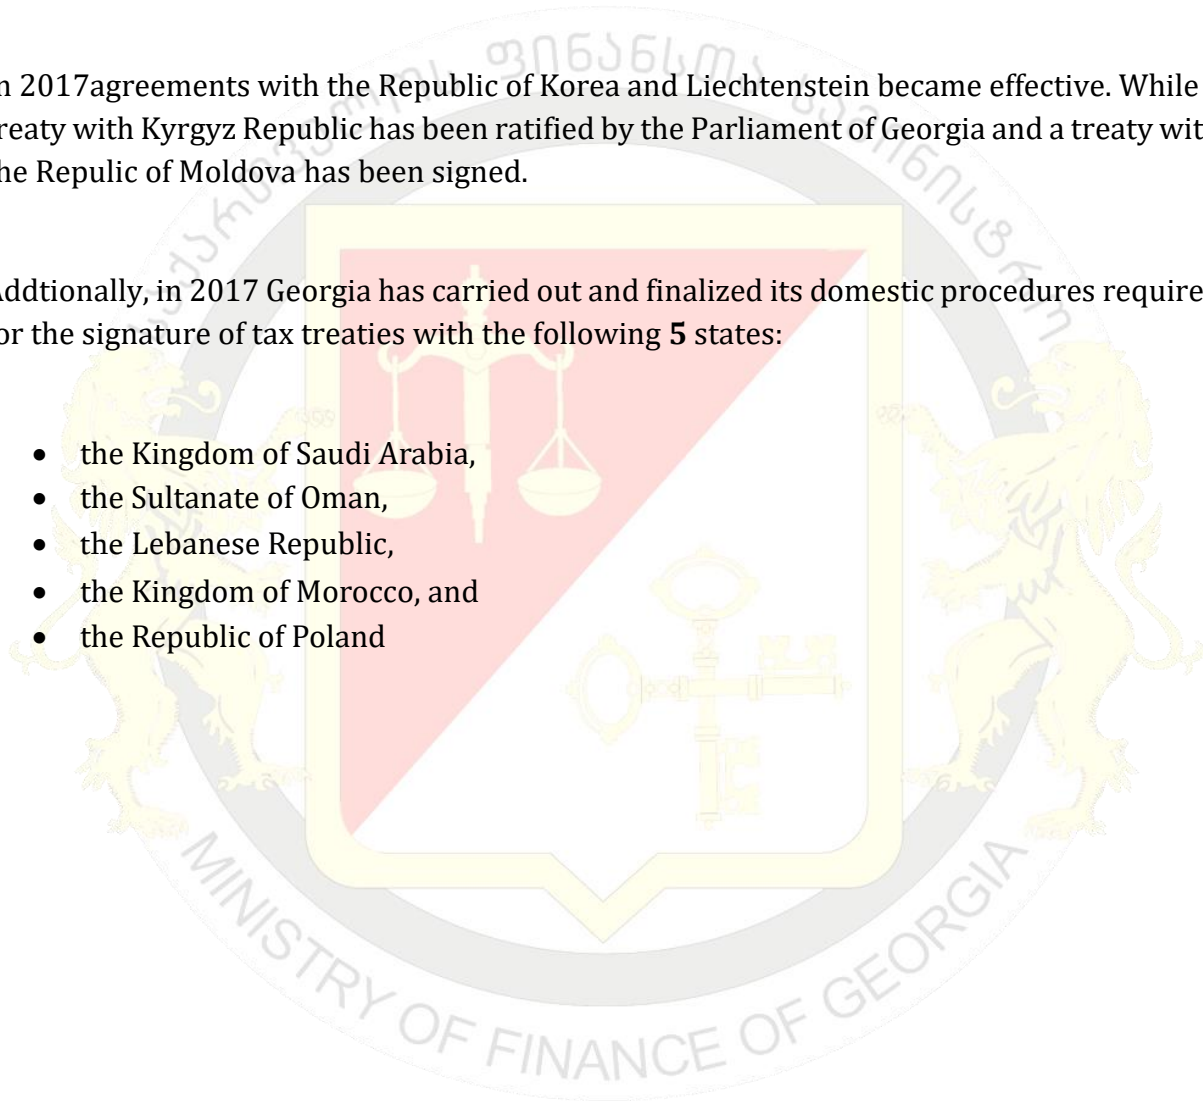 n 2017agreements with the Republic of Korea and Liechtenstein became effective. While
reaty with Kyrgyz Republic has been ratified by the Parliament of Georgia and a treaty wit
he Repulic of Moldova has been signed.
Addtionally, in 2017 Georgia has carried out and finalized its domestic procedures require
or the signature of tax treaties with the following 5 states:
• the Kingdom of Saudi Arabia,
• the Sultanate of Oman,
• the Lebanese Republic,
• the Kingdom of Morocco, and
• the Republic of Poland
საქართველოს ფინანსთა სამინისტრო
MINISTRY OF FINANCE OF GEORGIA